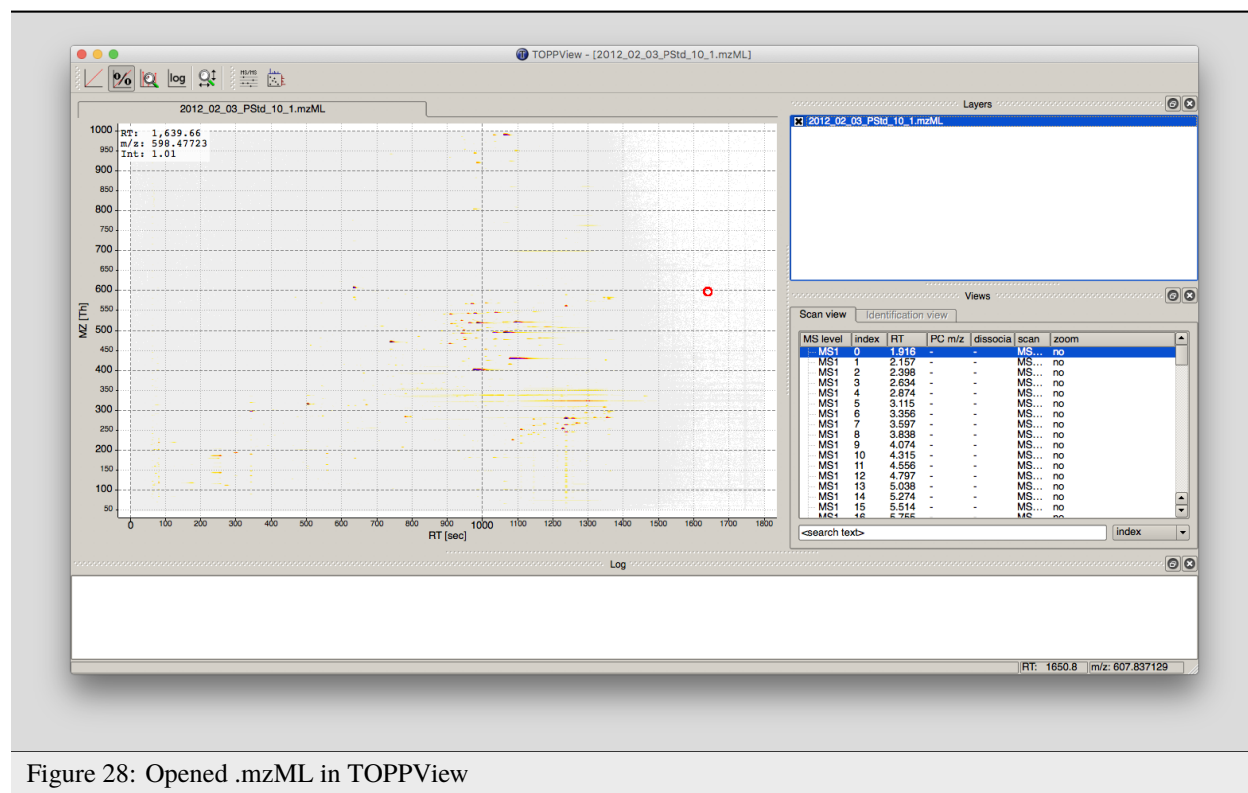 TOPPView - [2012_02_03_PStd_10_1.mzML]
% log MS/MS
2012_02_03_PStd_10_1.mzML
RT: 1,639.66
m/z: 598.47723
Int: 1.01
1000
950
900
850
800
750
700
650
600
550
500
450
400
350
300
250
200
150
100
50
MZ [Th]
0 100 200 300 400 500 600 700 800 900 1000 1100 1200 1300 1400 1500 1600 1700 1800
RT [sec]
Layers
2012_02_03_PStd_10_1.mzML
Views
Scan view Identification view
MS level index RT PC m/z dissocia scan zoom
MS1 0 1.916 - - MS... no
MS1 1 2.157 - - MS... no
MS1 2 2.398 - - MS... no
MS1 3 2.634 - - MS... no
MS1 4 2.874 - - MS... no
MS1 5 3.115 - - MS... no
MS1 6 3.356 - - MS... no
MS1 7 3.597 - - MS... no
MS1 8 3.838 - - MS... no
MS1 9 4.074 - - MS... no
MS1 10 4.315 - - MS... no
MS1 11 4.556 - - MS... no
MS1 12 4.797 - - MS... no
MS1 13 5.038 - - MS... no
MS1 14 5.274 - - MS... no
MS1 15 5.514 - - MS... no
MS1 16 5.755 - - MS... no
<search text> index
Log
RT: 1650.8 m/z: 607.837129
Figure 28: Opened .mzML in TOPPView